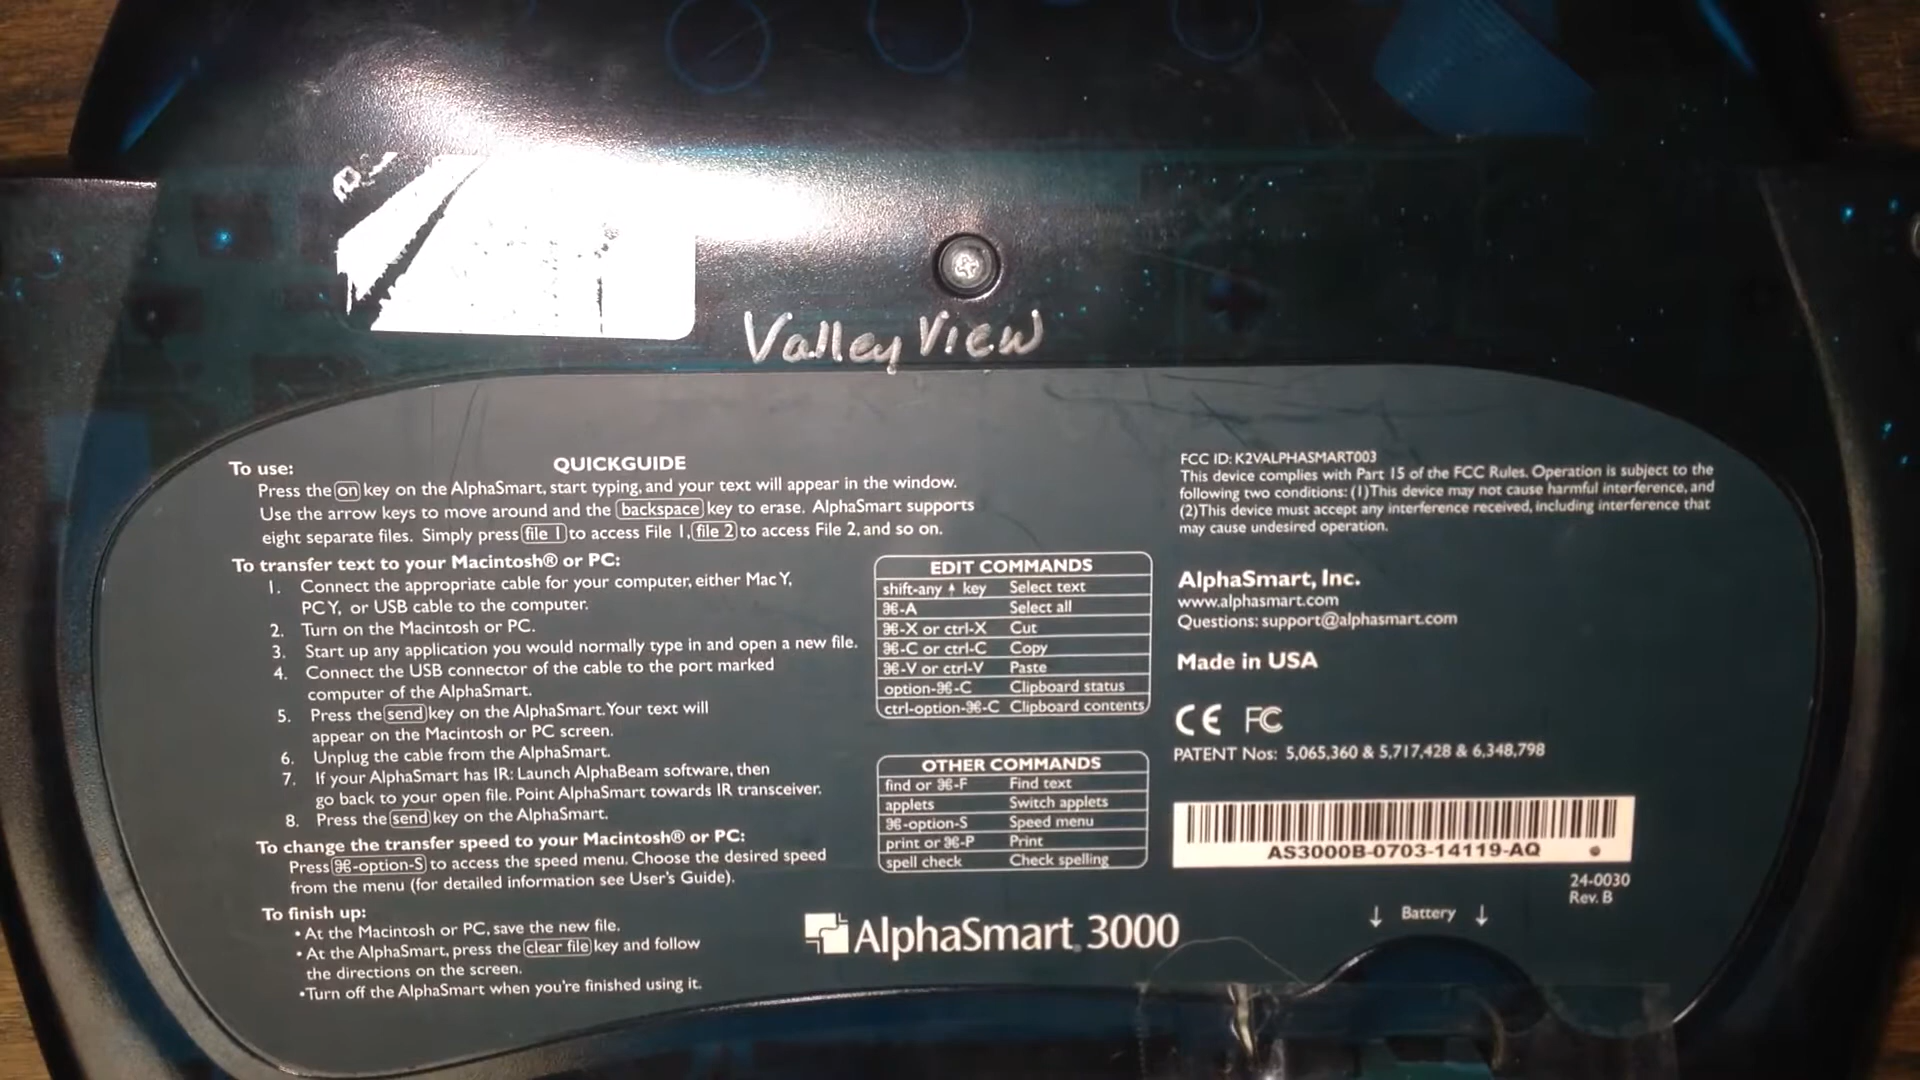 Valley View
QUICKGUIDE
To use:
Press the on key on the AlphaSmart, start typing, and your text will appear in the window.
Use the arrow keys to move around and the backspace key to erase. AlphaSmart supports
eight separate files. Simply press file 1 to access File 1, file 2 to access File 2, and so on.
To transfer text to your Macintosh® or PC:
1. Connect the appropriate cable for your computer, either Mac Y,
PC Y, or USB cable to the computer.
2. Turn on the Macintosh or PC.
3. Start up any application you would normally type in and open a new file.
4. Connect the USB connector of the cable to the port marked
computer of the AlphaSmart.
5. Press the send key on the AlphaSmart. Your text will
appear on the Macintosh or PC screen.
6. Unplug the cable from the AlphaSmart.
7. If your AlphaSmart has IR: Launch AlphaBeam software, then
go back to your open file. Point AlphaSmart towards IR transceiver.
8. Press the send key on the AlphaSmart.
To change the transfer speed to your Macintosh® or PC:
Press ⌘-option-S to access the speed menu. Choose the desired speed
from the menu (for detailed information see User's Guide).
To finish up:
• At the Macintosh or PC, save the new file.
• At the AlphaSmart, press the clear file key and follow
the directions on the screen.
• Turn off the AlphaSmart when you're finished using it.
EDIT COMMANDS
shift-any ↑ key Select text
⌘-A Select all
⌘-X or ctrl-X Cut
⌘-C or ctrl-C Copy
⌘-V or ctrl-V Paste
option-⌘-C Clipboard status
ctrl-option-⌘-C Clipboard contents
OTHER COMMANDS
find or ⌘-F Find text
applets Switch applets
⌘-option-S Speed menu
print or ⌘-P Print
spell check Check spelling
AlphaSmart 3000
FCC ID: K2VALPHASMART003
This device complies with Part 15 of the FCC Rules. Operation is subject to the
following two conditions: (1)This device may not cause harmful interference, and
(2)This device must accept any interference received, including interference that
may cause undesired operation.
AlphaSmart, Inc.
www.alphasmart.com
Questions: support@alphasmart.com
Made in USA
CE FC
PATENT Nos: 5,065,360 & 5,717,428 & 6,348,798
AS3000B-0703-14119-AQ
24-0030
Rev. B
↓ Battery ↓